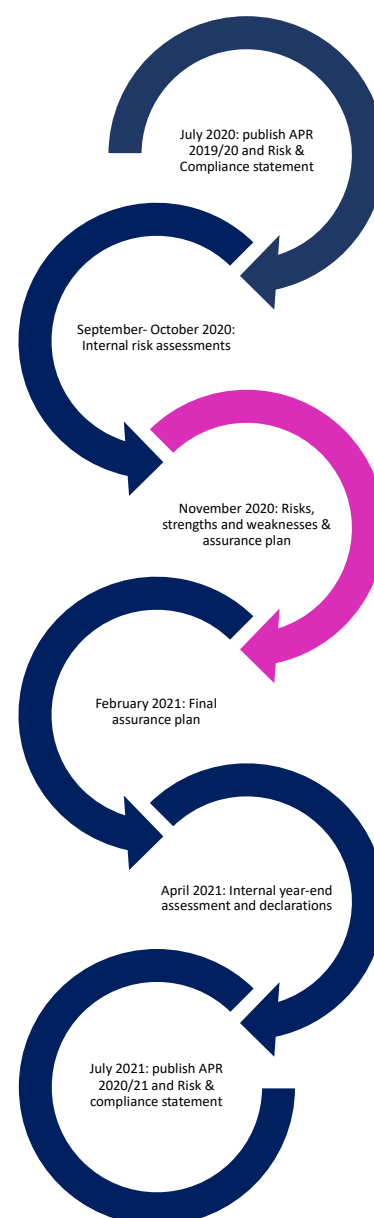 July 2020: publish APR
2019/20 and Risk &
Compliance statement
September- October 2020:
Internal risk assessments
November 2020: Risks,
strengths and weaknesses &
assurance plan
February 2021: Final
assurance plan
April 2021: Internal year-end
assessment and declarations
July 2021: publish APR
2020/21 and Risk &
compliance statement